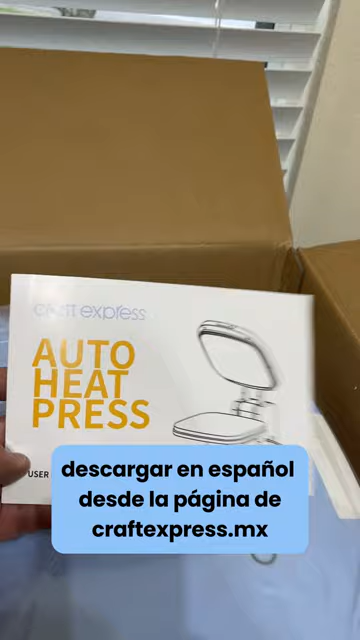 craft express
AUTO
HEAT
PRESS
USER
descargar en español
desde la página de
craftexpress.mx